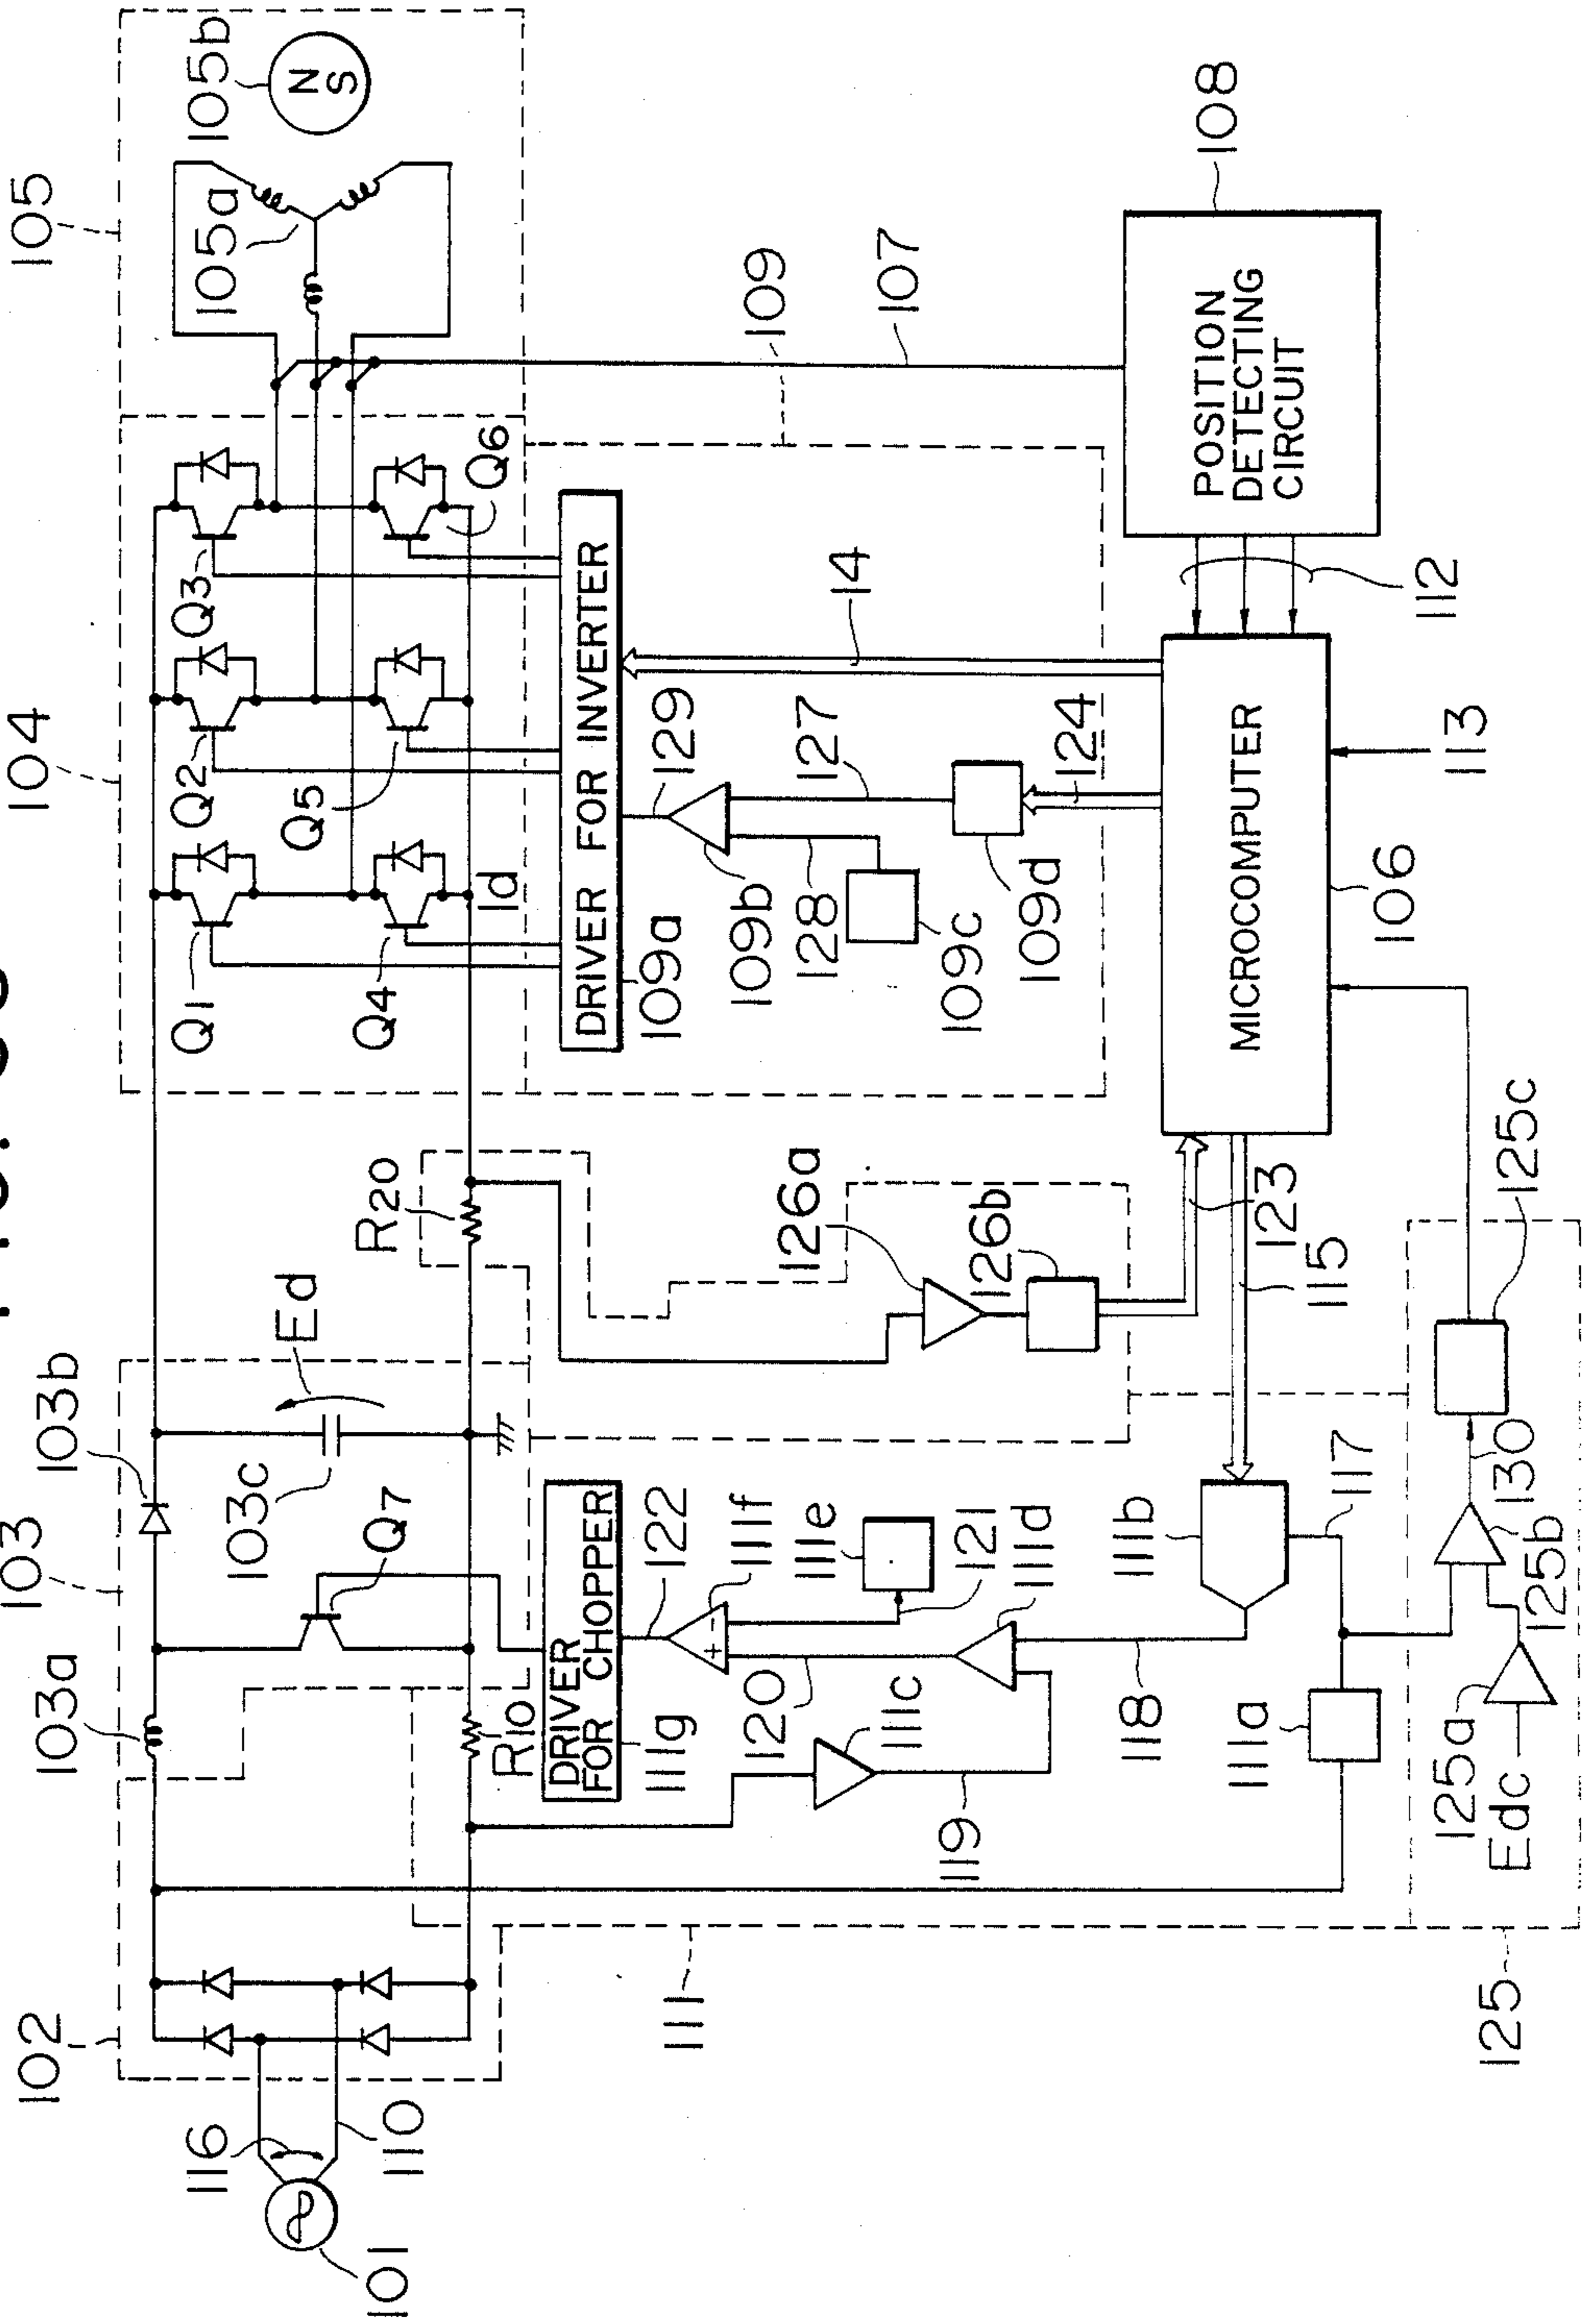 105
105b
N
S
105a
104
Q3
Q6
Q2
Q5
Q1
Q4
Id
109
107
108
POSITION
DETECTING
CIRCUIT
112
DRIVER FOR INVERTER
109a
14
129
127
124
109b
128
109c
109d
MICROCOMPUTER
106
113
R20
Ed
126a
126b
123
115
125c
103
103b
103c
Q7
103a
R10
DRIVER
FOR CHOPPER
111g
122
111f
111e
121
111d
120
111c
119
118
111b
117
111a
130
125b
125a
Edc
125
111
102
116
110
101